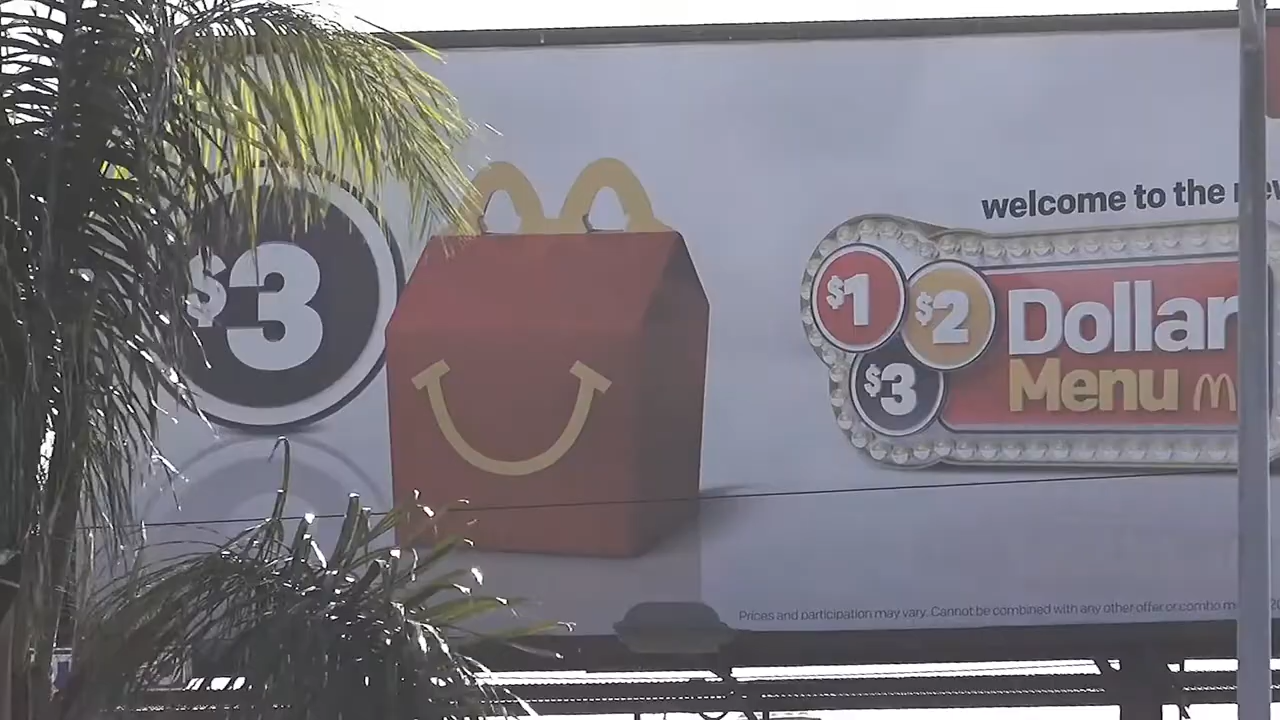 $3
welcome to the new
$1
$2
$3
Dollar
Menu
Prices and participation may vary. Cannot be combined with any other offer or combo